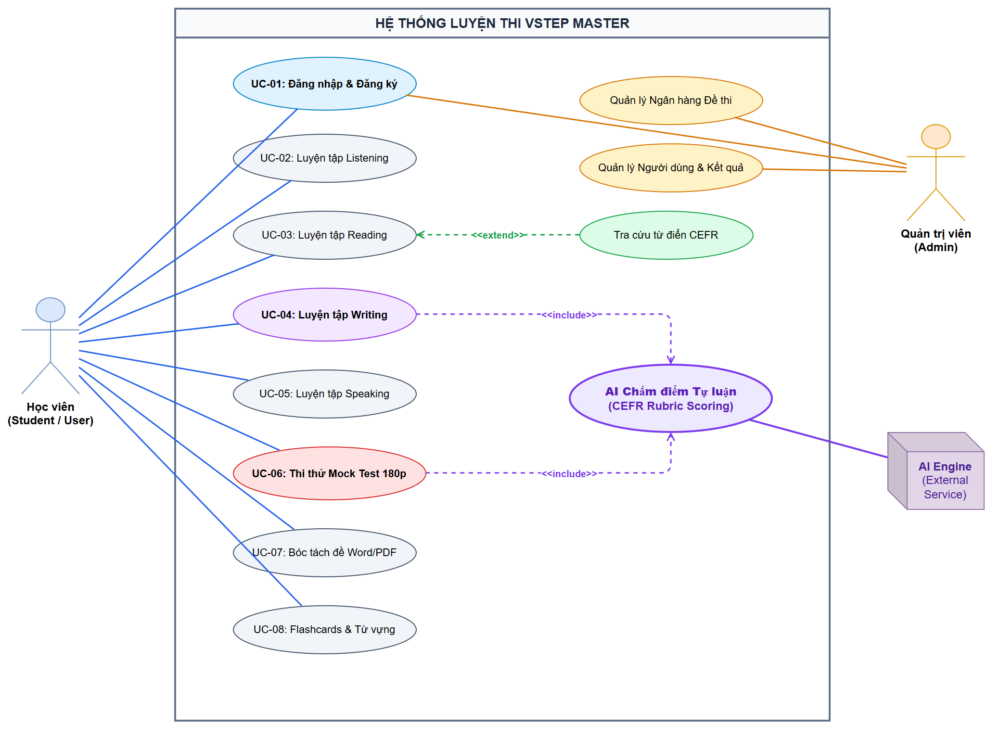 HỆ THỐNG LUYỆN THI VSTEP MASTER
UC-01: Đăng nhập & Đăng ký
Quản lý Ngân hàng Đề thi
UC-02: Luyện tập Listening
Quản lý Người dùng & Kết quả
UC-03: Luyện tập Reading
<<extend>>
Tra cứu từ điển CEFR
Quản trị viên
(Admin)
UC-04: Luyện tập Writing
<<include>>
UC-05: Luyện tập Speaking
AI Chấm điểm Tự luận
(CEFR Rubric Scoring)
Học viên
(Student / User)
UC-06: Thi thử Mock Test 180p
<<include>>
AI Engine
(External
Service)
UC-07: Bóc tách đề Word/PDF
UC-08: Flashcards & Từ vựng